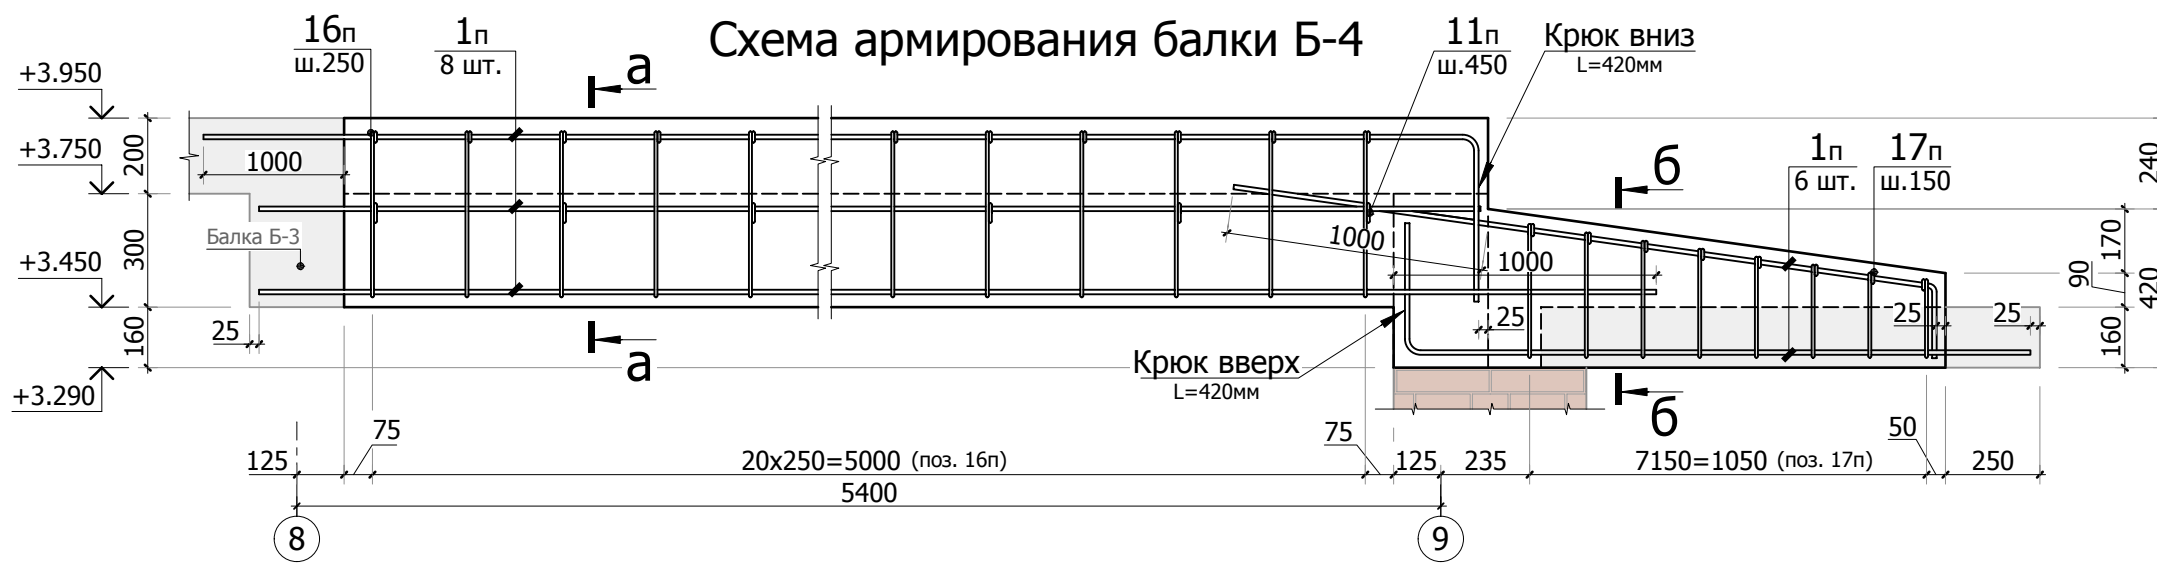 Схема армирования балки Б-4
16п
ш.250
1п
8 шт.
а
11п
ш.450
Крюк вниз
L=420мм
+3.950
+3.750
+3.450
+3.290
200
300
160
1000
Балка Б-3
25
б
1п
6 шт.
17п
ш.150
240
170
90
420
160
1000
1000
25
25
25
а
Крюк вверх
L=420мм
б
125
75
20х250=5000 (поз. 16п)
75
125
235
7150=1050 (поз. 17п)
50
250
5400
8
9